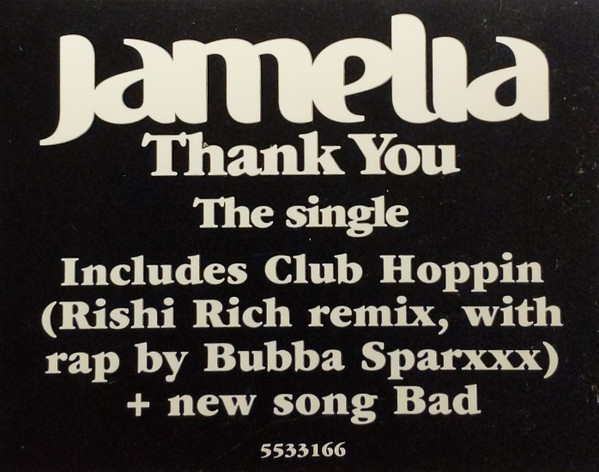 Jamelia
Thank You
The single
Includes Club Hoppin
(Rishi Rich remix, with
rap by Bubba Sparxxx)
+ new song Bad
5533166